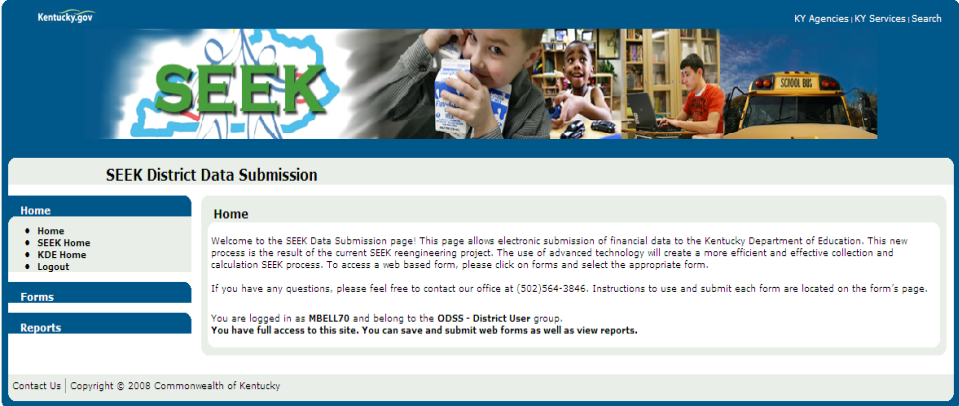 Kentucky.gov
KY Agencies | KY Services | Search
SEEK
SCHOOL BUS
SEEK District Data Submission
Home
Home
SEEK Home
KDE Home
Logout
Forms
Reports
Home
Welcome to the SEEK Data Submission page! This page allows electronic submission of financial data to the Kentucky Department of Education. This new
process is the result of the current SEEK reengineering project. The use of advanced technology will create a more efficient and effective collection and
calculation SEEK process. To access a web based form, please click on forms and select the appropriate form.
If you have any questions, please feel free to contact our office at (502)564-3846. Instructions to use and submit each form are located on the form's page.
You are logged in as MBELL70 and belong to the ODSS - District User group.
You have full access to this site. You can save and submit web forms as well as view reports.
Contact Us | Copyright © 2008 Commonwealth of Kentucky